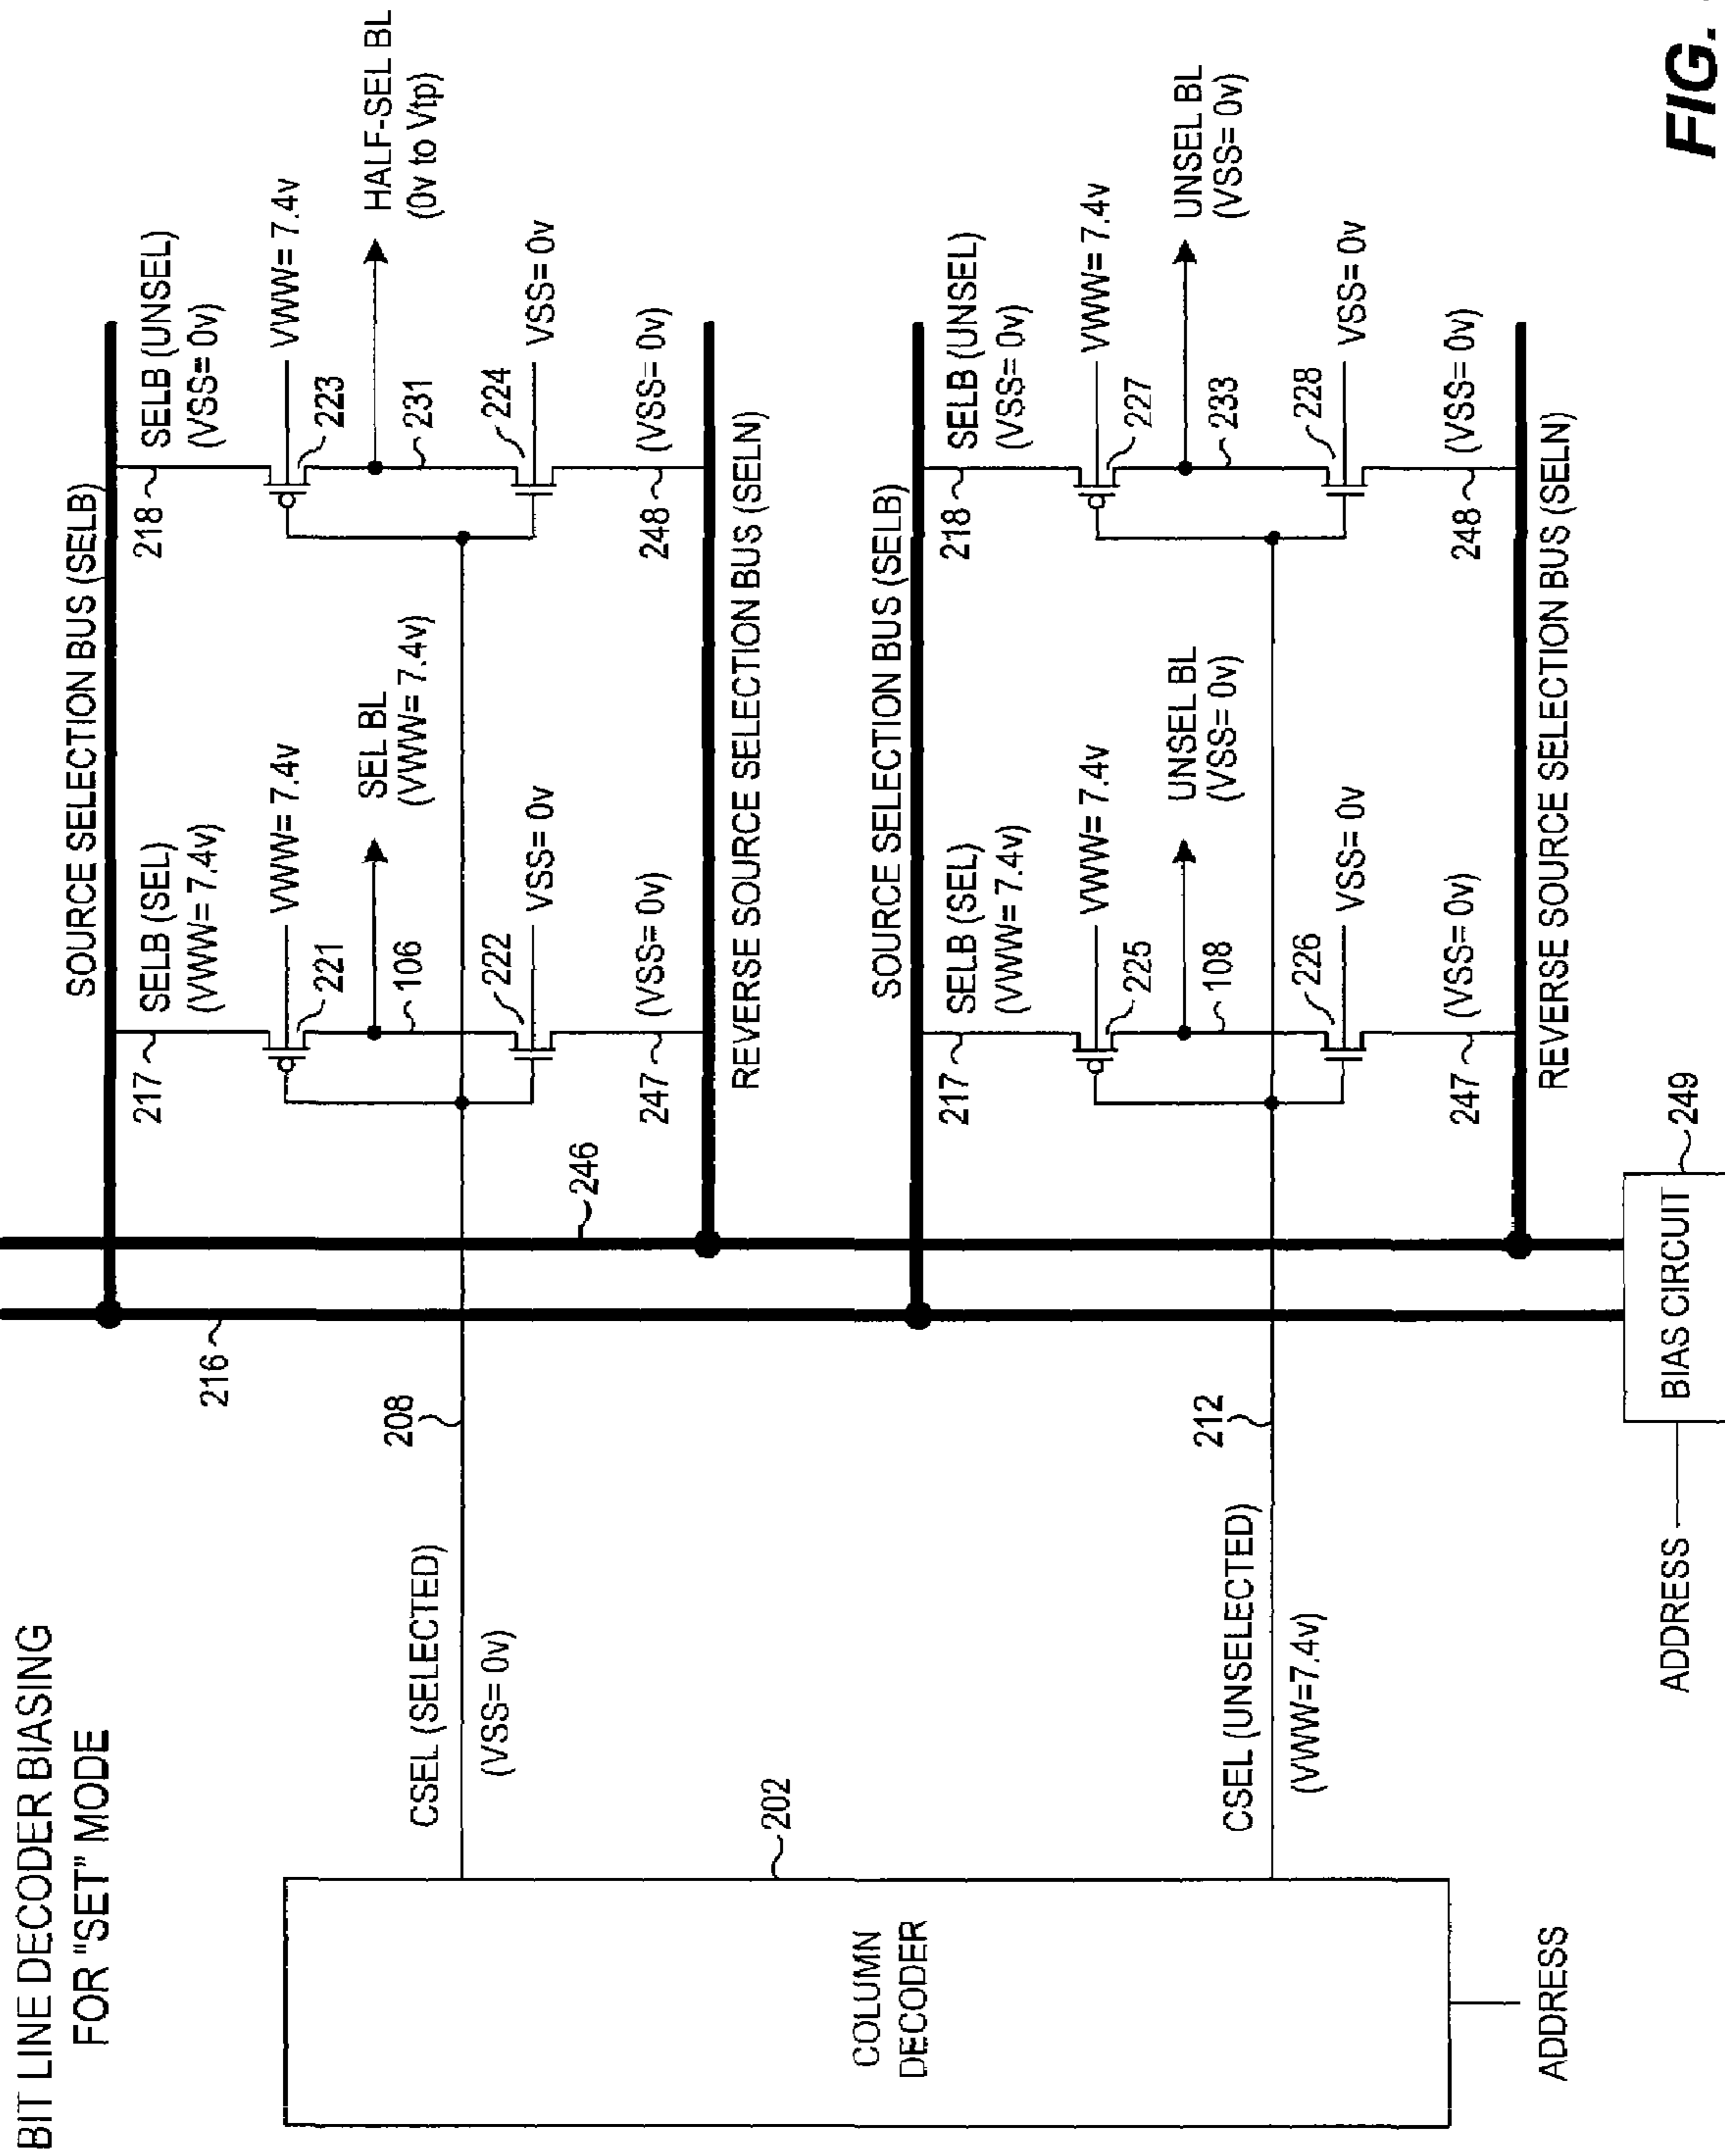 BIT LINE DECODER BIASING
FOR "SET" MODE
SOURCE SELECTION BUS (SELB)
217
SELB (SEL)
(VWW= 7.4v)
218
SELB (UNSEL)
(VSS= 0v)
216
VWW= 7.4v
221
VWW= 7.4v
223
SEL BL
(VWW= 7.4v)
HALF-SEL BL
(0v to Vtp)
106
231
208
CSEL (SELECTED)
(VSS= 0v)
222
VSS= 0v
224
VSS= 0v
246
247
(VSS= 0v)
248
(VSS= 0v)
REVERSE SOURCE SELECTION BUS (SELN)
202
COLUMN
DECODER
SOURCE SELECTION BUS (SELB)
217
SELB (SEL)
(VWW= 7.4v)
218
SELB (UNSEL)
(VSS= 0v)
VWW= 7.4v
225
VWW= 7.4v
227
UNSEL BL
(VSS= 0v)
UNSEL BL
(VSS= 0v)
108
233
212
CSEL (UNSELECTED)
(VWW=7.4v)
226
VSS= 0v
228
VSS= 0v
247
(VSS= 0v)
248
(VSS= 0v)
REVERSE SOURCE SELECTION BUS (SELN)
ADDRESS
ADDRESS
BIAS CIRCUIT
249
FIG.